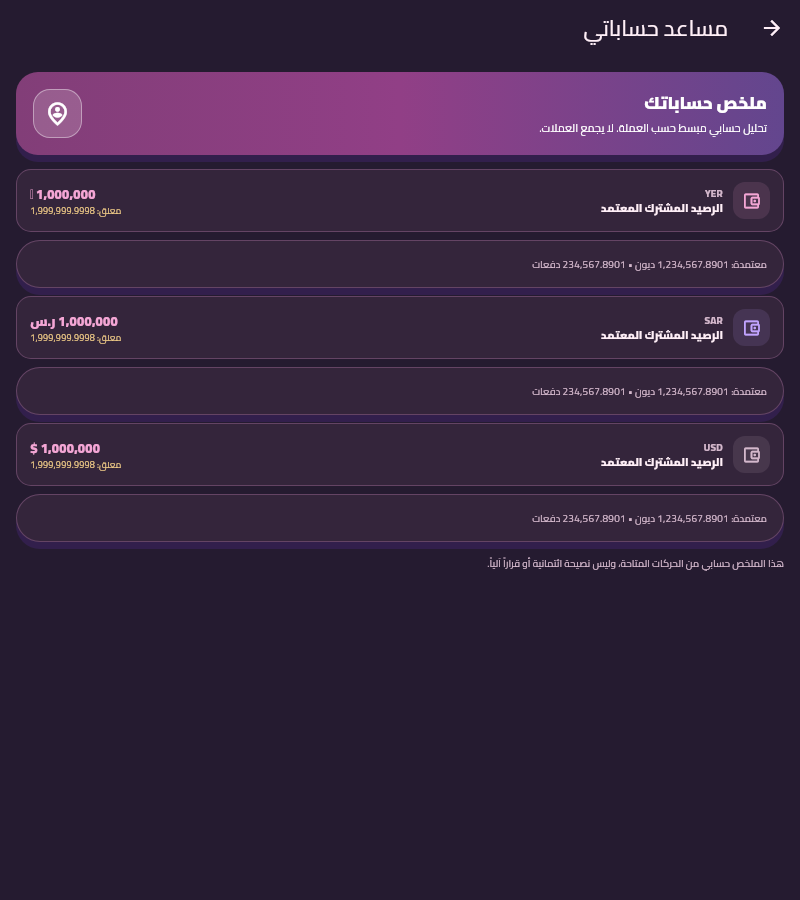 مساعد حساباتي
ملخص حساباتك
تحليل حسابي مبسط حسب العملة. لا يجمع العملات.
YER
الرصيد المشترك المعتمد
1,000,000
معلق: 1,999,999.9998
معتمدة: 1,234,567.8901 ديون • 234,567.8901 دفعات
SAR
الرصيد المشترك المعتمد
1,000,000 ر.س
معلق: 1,999,999.9998
معتمدة: 1,234,567.8901 ديون • 234,567.8901 دفعات
USD
الرصيد المشترك المعتمد
1,000,000 $
معلق: 1,999,999.9998
معتمدة: 1,234,567.8901 ديون • 234,567.8901 دفعات
هذا الملخص حسابي من الحركات المتاحة، وليس نصيحة ائتمانية أو قراراً آلياً.